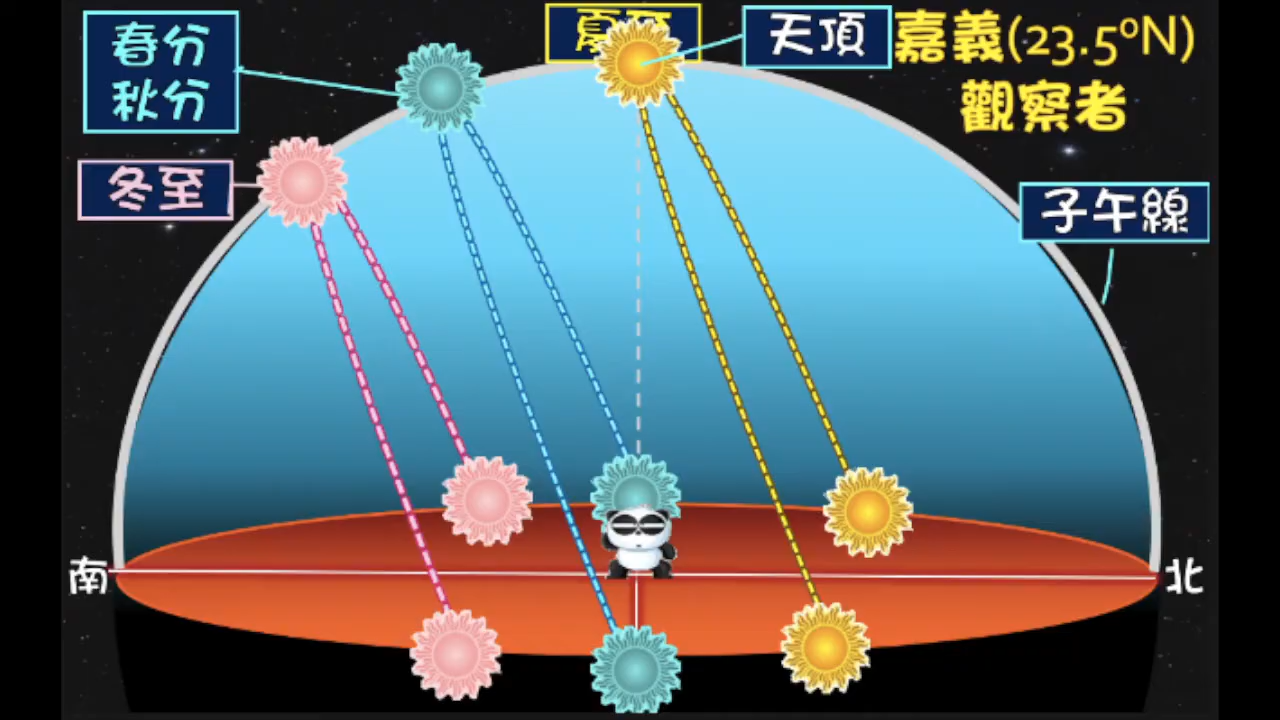 春分
秋分
夏至
天頂
嘉義(23.5°N)
觀察者
冬至
子午線
南
北